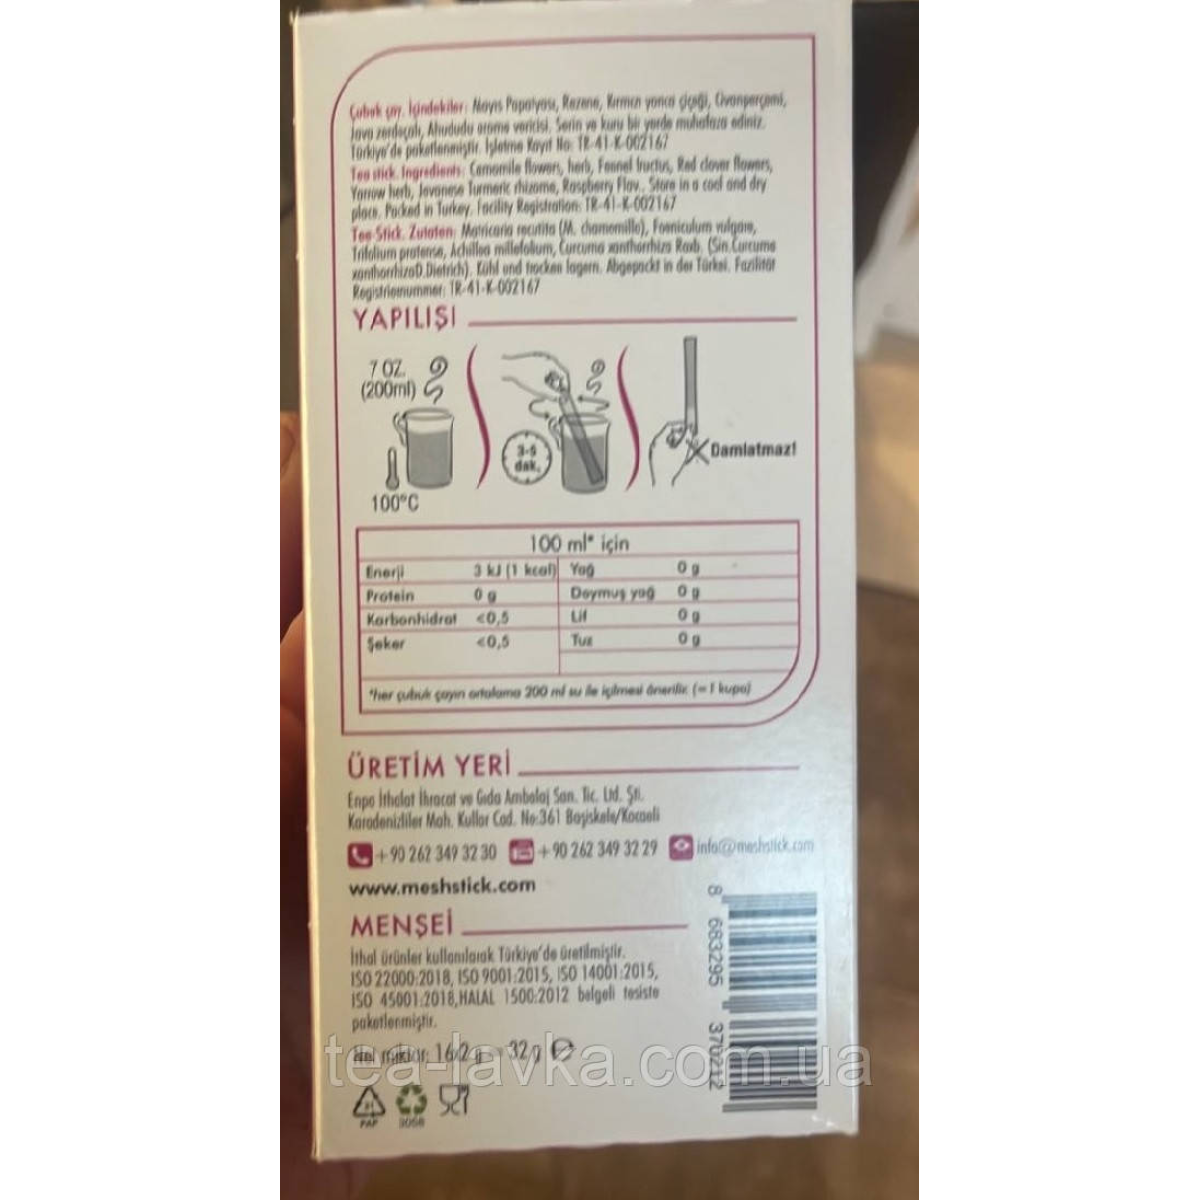 Çubuk çay. İçindekiler: Mayıs Papatyası, Rezene, Kırmızı yonca çiçeği, Civanperçemi,
Java zerdeçalı, Ahududu aroma vericisi. Serin ve kuru bir yerde muhafaza ediniz.
Türkiye'de paketlenmiştir. İşletme Kayıt No: TR-41-K-002167
Tea stick. Ingredients: Camomile flowers, herb, Fennel fructus, Red clover flowers,
Yarrow herb, Javanese Turmeric rhizome, Raspberry Flav.. Store in a cool and dry
place. Packed in Turkey. Facility Registration: TR-41-K-002167
Tee-Stick. Zutaten: Matricaria recutita (M. chamomilla), Foeniculum vulgare,
Trifolium pratense, Achillea millefolium, Curcuma xanthorrhiza Roxb. (Sin.Curcuma
xanthorrhizaD.Dietrich). Kühl und trocken lagern. Abgepackt in der Türkei. Fazilität
Registriernummer: TR-41-K-002167
YAPILIŞI
7 OZ.
(200ml)
100°C
3-5
dak.
Damlatmaz!
100 ml* için
Enerji 3 kJ (1 kcal) Yağ 0 g
Protein 0 g Doymuş yağ 0 g
Karbonhidrat <0,5 Lif 0 g
Şeker <0,5 Tuz 0 g
*her çubuk çayın ortalama 200 ml su ile içilmesi önerilir. (= 1 kupa)
ÜRETİM YERİ
Enpa İthalat İhracat ve Gıda Ambalaj San. Tic. Ltd. Şti.
Karadenizliler Mah. Kullar Cad. No:361 Başiskele/Kocaeli
+90 262 349 32 30 +90 262 349 32 29 info@meshstick.com
www.meshstick.com
MENŞEİ
İthal ürünler kullanılarak Türkiye'de üretilmiştir.
ISO 22000:2018, ISO 9001:2015, ISO 14001:2015,
ISO 45001:2018,HALAL 1500:2012 belgeli tesiste
paketlenmiştir.
Net miktar: 16x2 g = 32g e
tea-lavka.com.ua
PAP
8 683295 370212